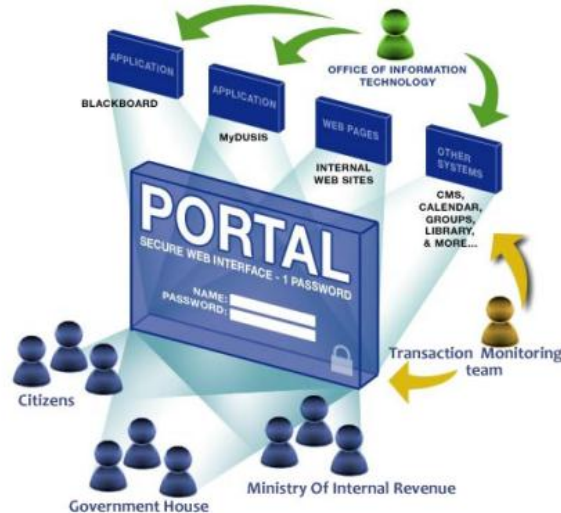 OFFICE OF INFORMATION
TECHNOLOGY
APPLICATION
BLACKBOARD
APPLICATION
MyDUSIS
WEB PAGES
INTERNAL
WEB SITES
OTHER
SYSTEMS
CMS,
CALENDAR,
GROUPS,
LIBRARY,
& MORE...
PORTAL
SECURE WEB INTERFACE - 1 PASSWORD
NAME:
PASSWORD:
Transaction Monitoring
team
Citizens
Government House
Ministry Of Internal Revenue